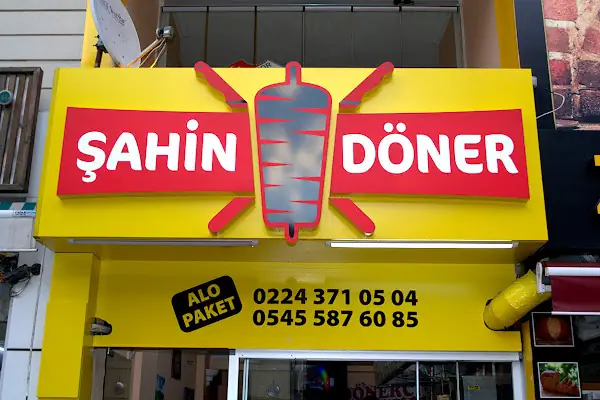 ŞAHİN DÖNER
ALO
PAKET
0224 371 05 04
0545 587 60 85